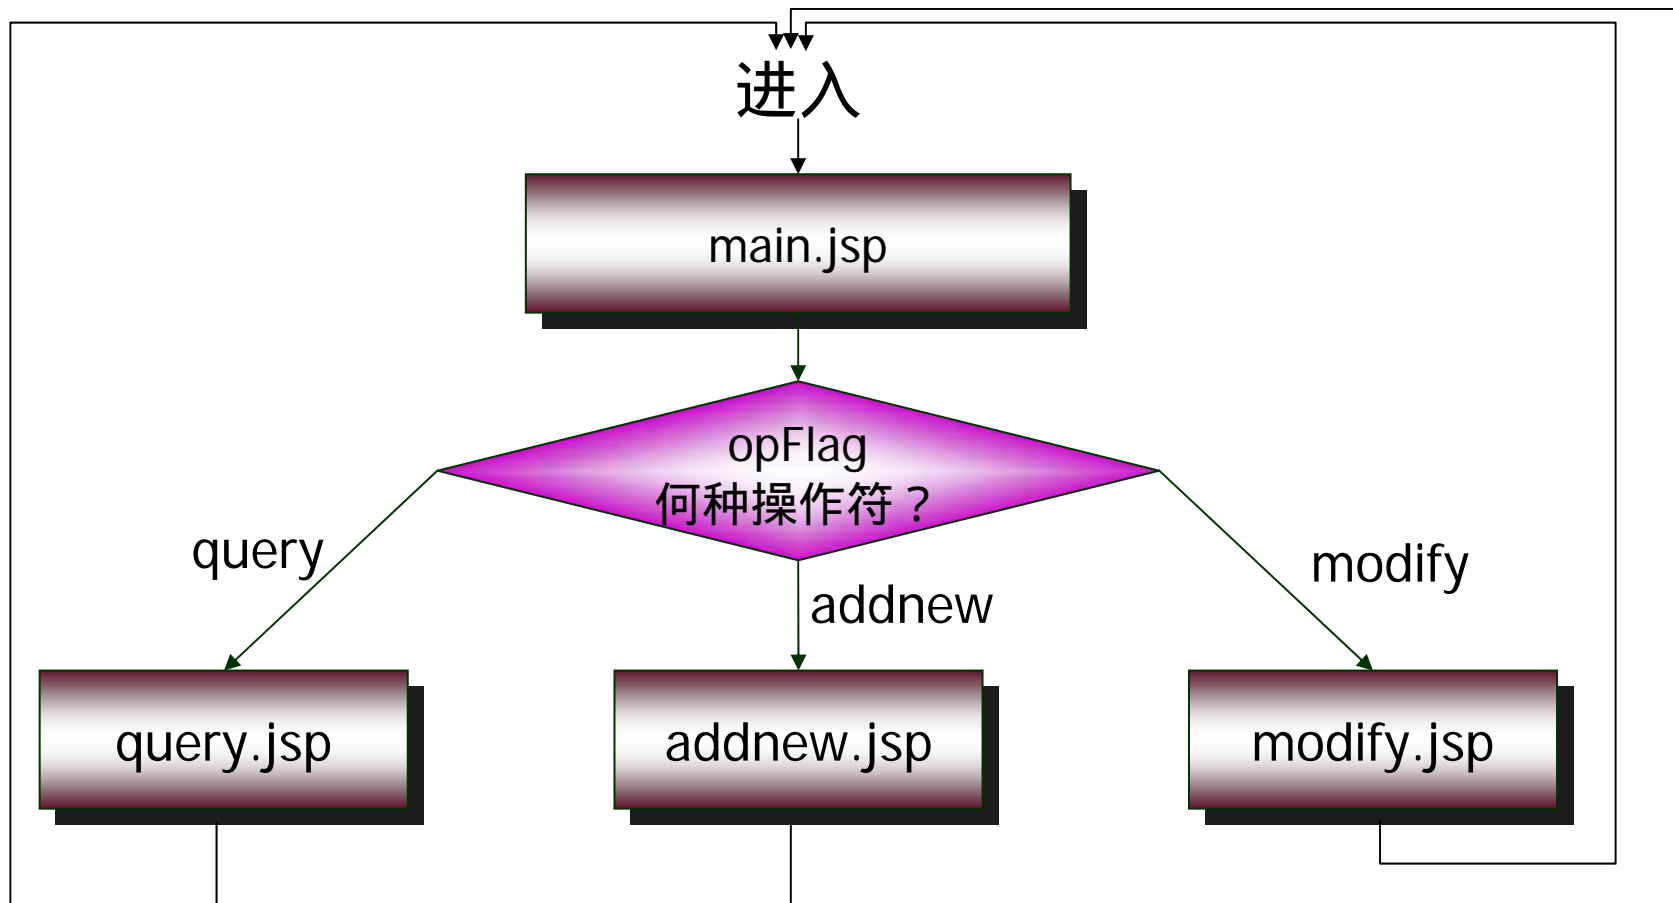 进入
main.jsp
opFlag
何种操作符？
query
modify
addnew
query.jsp
addnew.jsp
modify.jsp